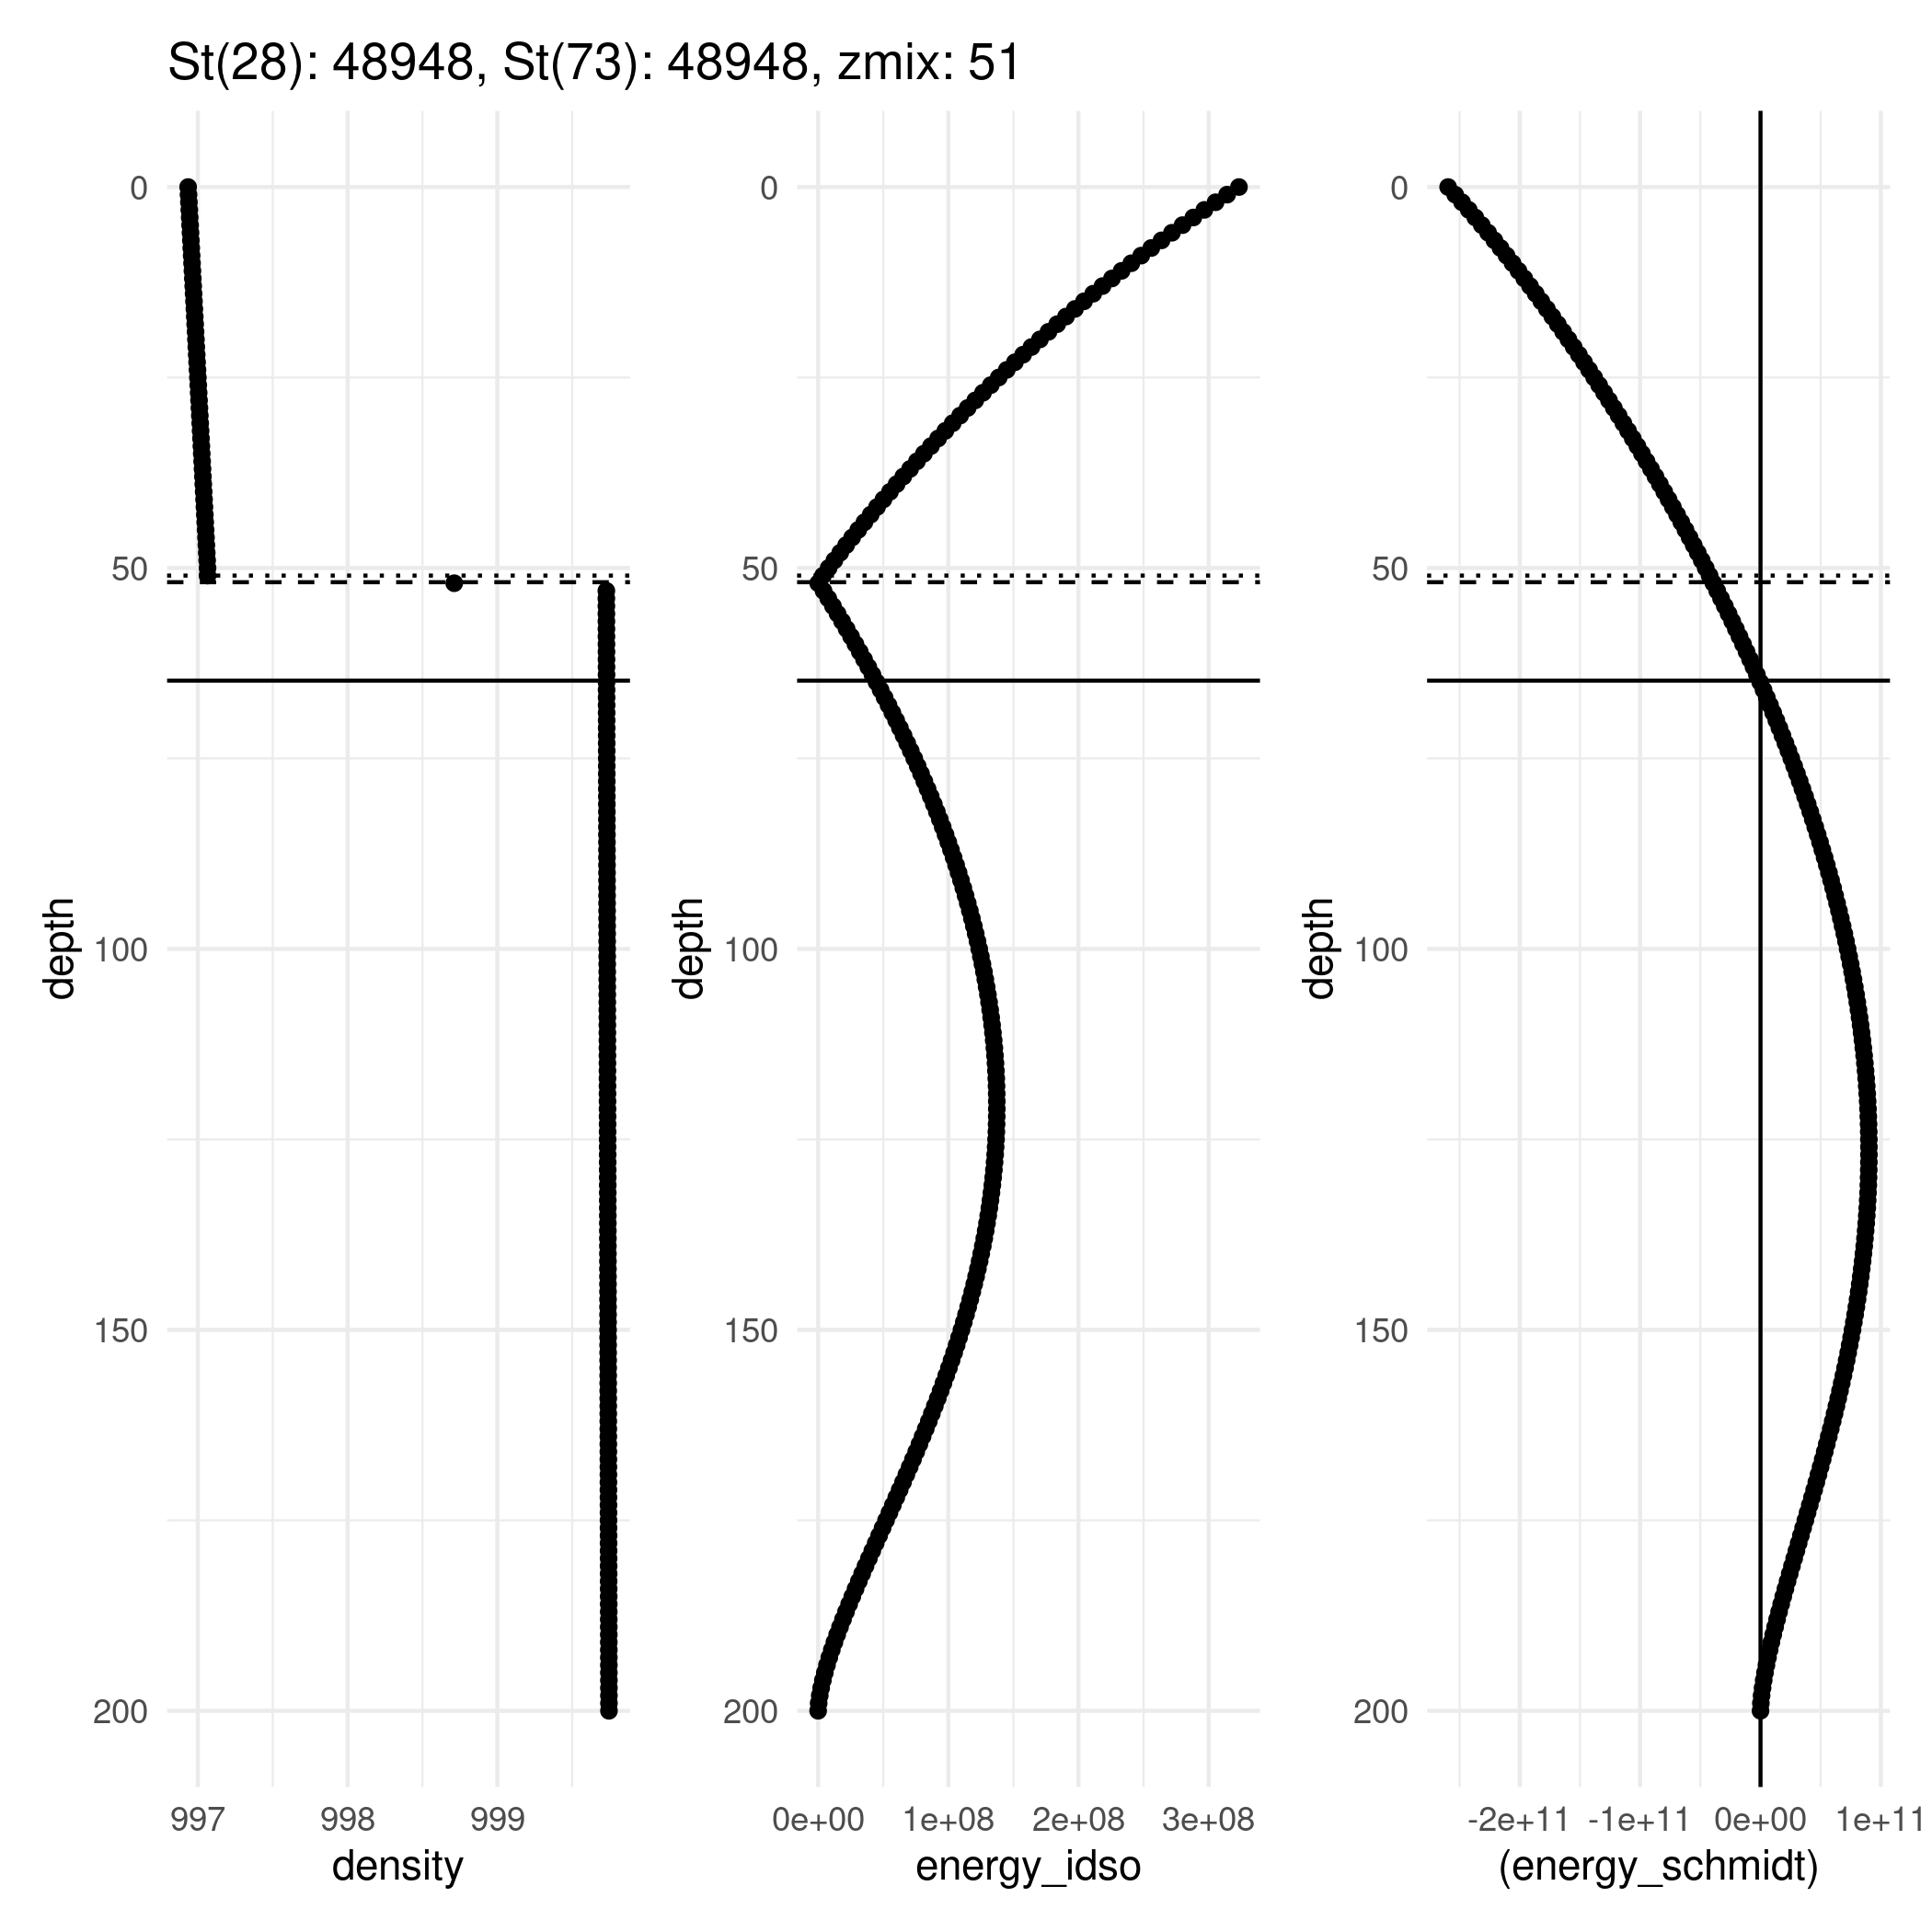 St(28): 48948, St(73): 48948, zmix: 51
0
50
100
150
200
depth
997 998 999
density
0
50
100
150
200
depth
0e+00 1e+08 2e+08 3e+08
energy_idso
0
50
100
150
200
depth
-2e+11 -1e+11 0e+00 1e+11
(energy_schmidt)